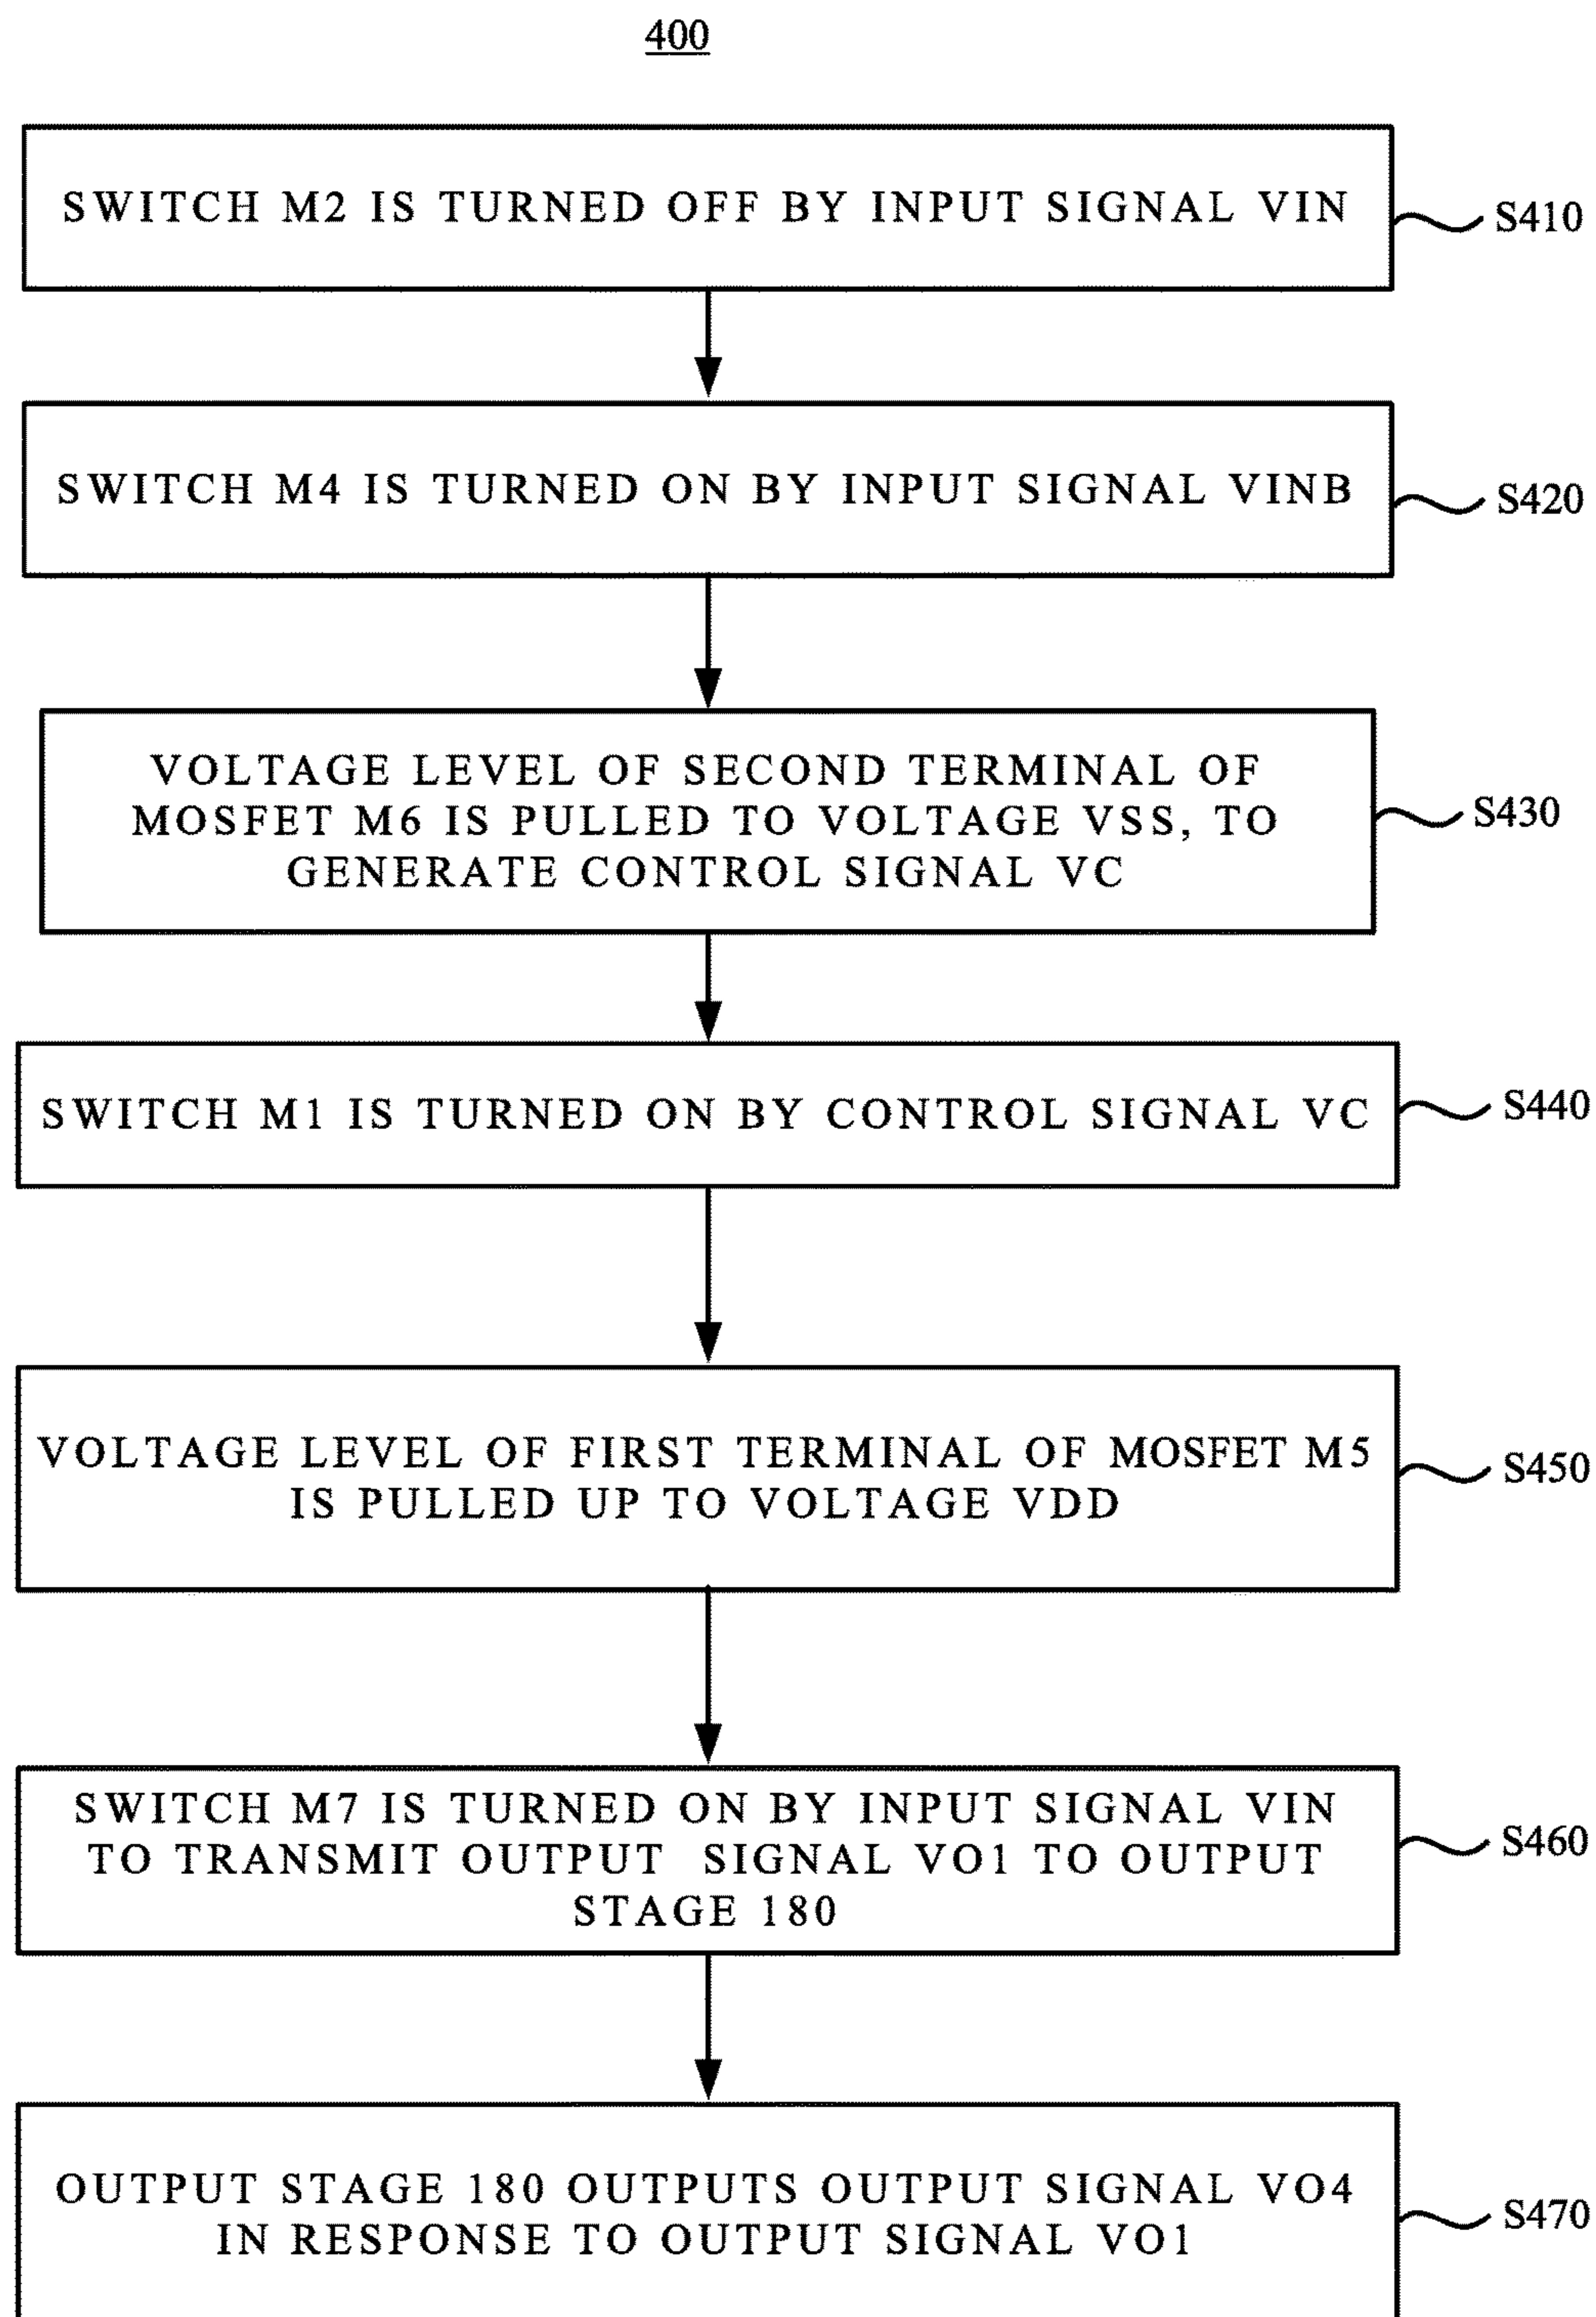 400
SWITCH M2 IS TURNED OFF BY INPUT SIGNAL VIN
S410
SWITCH M4 IS TURNED ON BY INPUT SIGNAL VINB
S420
VOLTAGE LEVEL OF SECOND TERMINAL OF
MOSFET M6 IS PULLED TO VOLTAGE VSS, TO
GENERATE CONTROL SIGNAL VC
S430
SWITCH M1 IS TURNED ON BY CONTROL SIGNAL VC
S440
VOLTAGE LEVEL OF FIRST TERMINAL OF MOSFET M5
IS PULLED UP TO VOLTAGE VDD
S450
SWITCH M7 IS TURNED ON BY INPUT SIGNAL VIN
TO TRANSMIT OUTPUT SIGNAL VO1 TO OUTPUT
STAGE 180
S460
OUTPUT STAGE 180 OUTPUTS OUTPUT SIGNAL VO4
IN RESPONSE TO OUTPUT SIGNAL VO1
S470